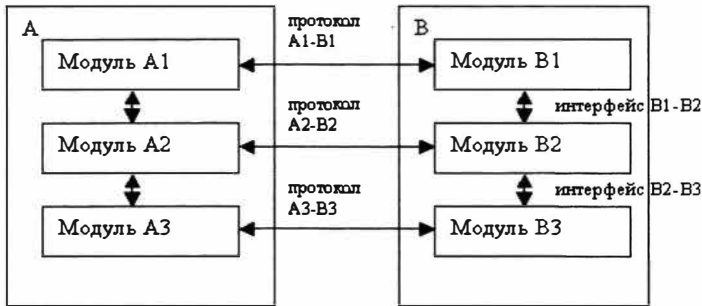 A
Модуль A1
Модуль A2
Модуль A3
протокол
A1-B1
протокол
A2-B2
протокол
A3-B3
B
Модуль B1
интерфейс B1-B2
Модуль B2
интерфейс B2-B3
Модуль B3